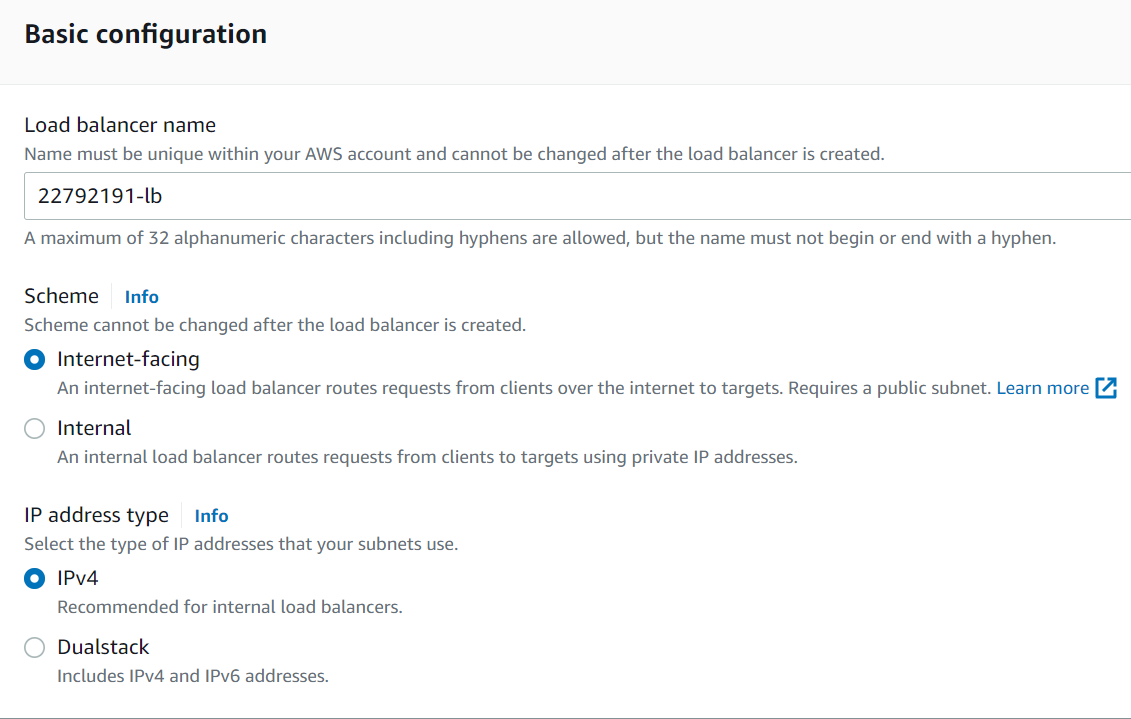 Basic configuration
Load balancer name
Name must be unique within your AWS account and cannot be changed after the load balancer is created.
22792191-lb
A maximum of 32 alphanumeric characters including hyphens are allowed, but the name must not begin or end with a hyphen.
Scheme Info
Scheme cannot be changed after the load balancer is created.
Internet-facing
An internet-facing load balancer routes requests from clients over the internet to targets. Requires a public subnet. Learn more
Internal
An internal load balancer routes requests from clients to targets using private IP addresses.
IP address type Info
Select the type of IP addresses that your subnets use.
IPv4
Recommended for internal load balancers.
Dualstack
Includes IPv4 and IPv6 addresses.